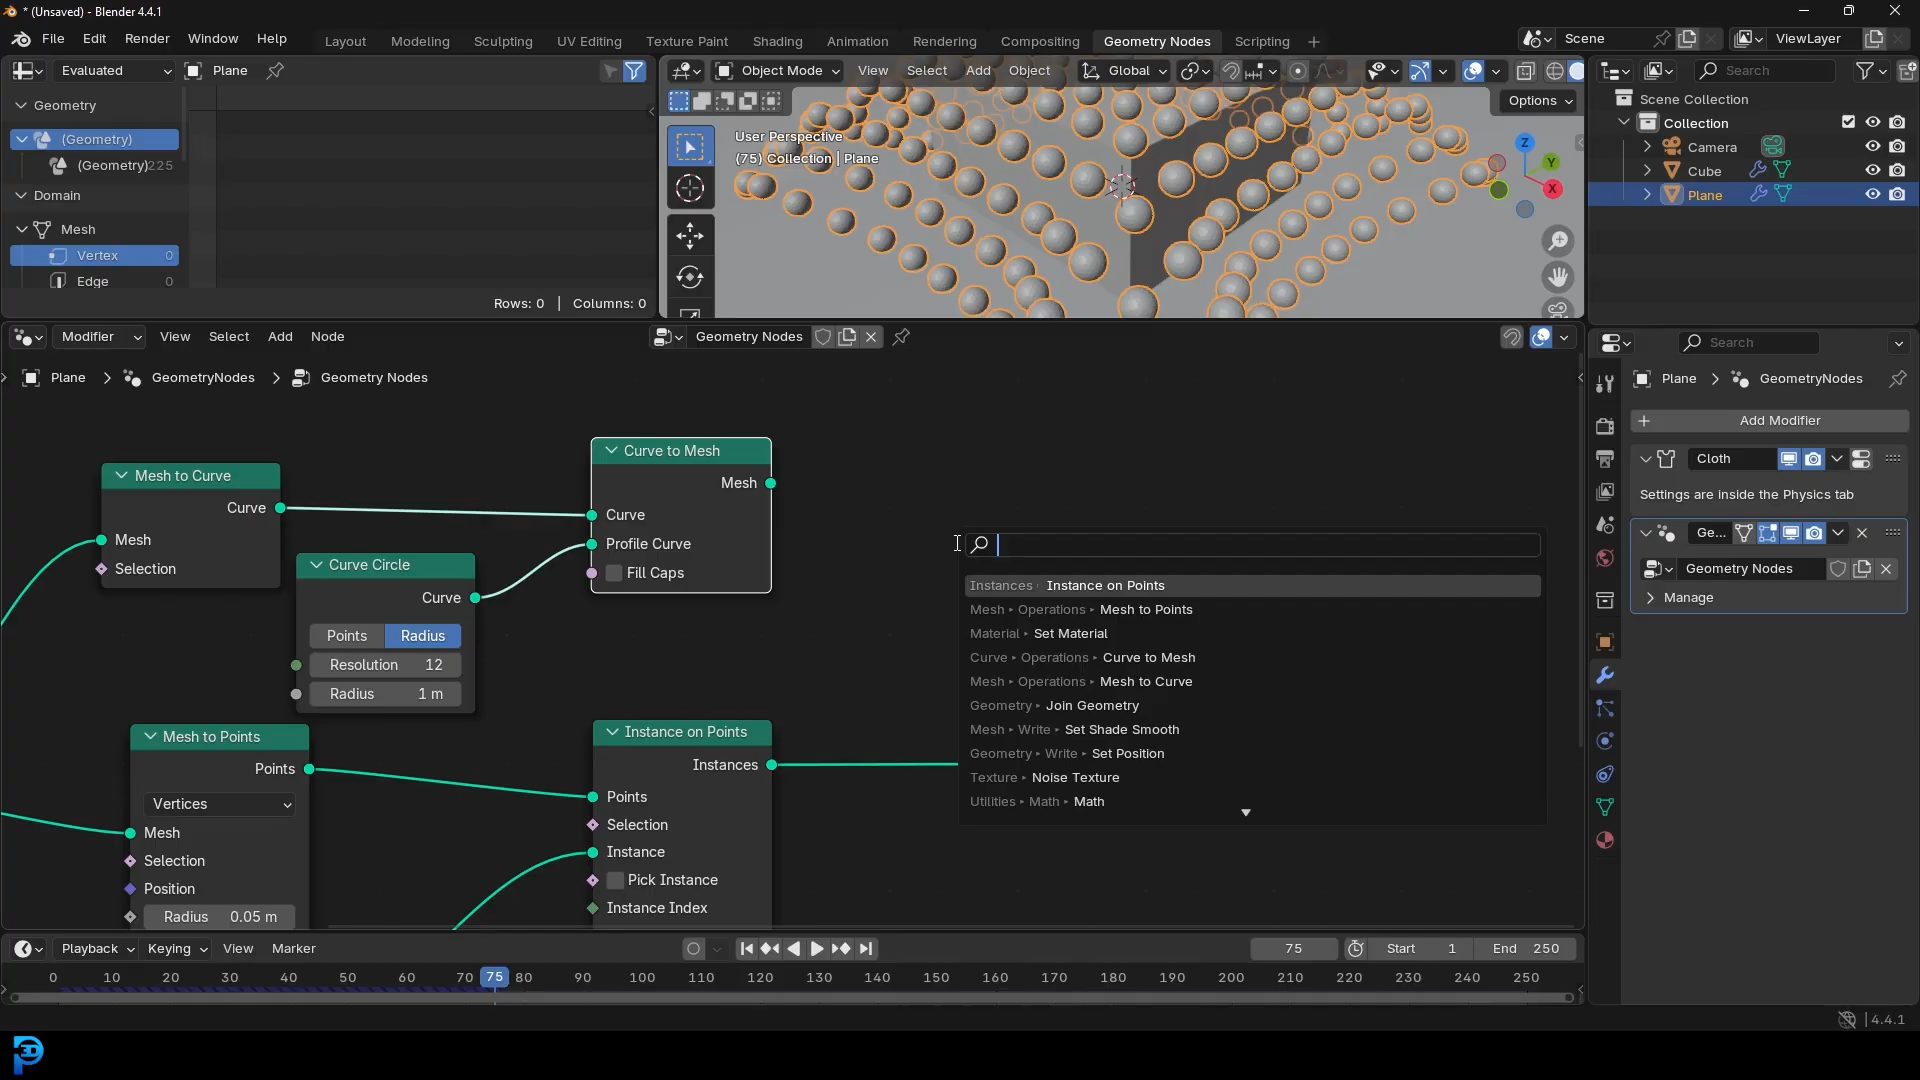 * (Unsaved) - Blender 4.4.1
File Edit Render Window Help
Layout Modeling Sculpting UV Editing Texture Paint Shading Animation Rendering Compositing Geometry Nodes Scripting +
Scene
ViewLayer
Evaluated
Plane
Geometry
(Geometry)
(Geometry) 225
Domain
Mesh
Vertex 0
Edge 0
Rows: 0 | Columns: 0
Object Mode View Select Add Object Global
Options
User Perspective
(75) Collection | Plane
Z
Y
X
Search
Scene Collection
Collection
Camera
Cube
Plane
Modifier View Select Add Node
Geometry Nodes
Plane > GeometryNodes > Geometry Nodes
Mesh to Curve
Curve
Mesh
Selection
Curve Circle
Curve
Points Radius
Resolution 12
Radius 1 m
Curve to Mesh
Mesh
Curve
Profile Curve
Fill Caps
Mesh to Points
Points
Vertices
Mesh
Selection
Position
Radius 0.05 m
Instance on Points
Instances
Points
Selection
Instance
Pick Instance
Instance Index
Instances Instance on Points
Mesh ▸ Operations ▸ Mesh to Points
Material ▸ Set Material
Curve ▸ Operations ▸ Curve to Mesh
Mesh ▸ Operations ▸ Mesh to Curve
Geometry ▸ Join Geometry
Mesh ▸ Write ▸ Set Shade Smooth
Geometry ▸ Write ▸ Set Position
Texture ▸ Noise Texture
Utilities ▸ Math ▸ Math
Search
Plane > GeometryNodes
+ Add Modifier
Cloth
Settings are inside the Physics tab
Ge...
Geometry Nodes
Manage
Playback Keying View Marker
75
Start 1
End 250
0 10 20 30 40 50 60 70 75 80 90 100 110 120 130 140 150 160 170 180 190 200 210 220 230 240 250
4.4.1
3D